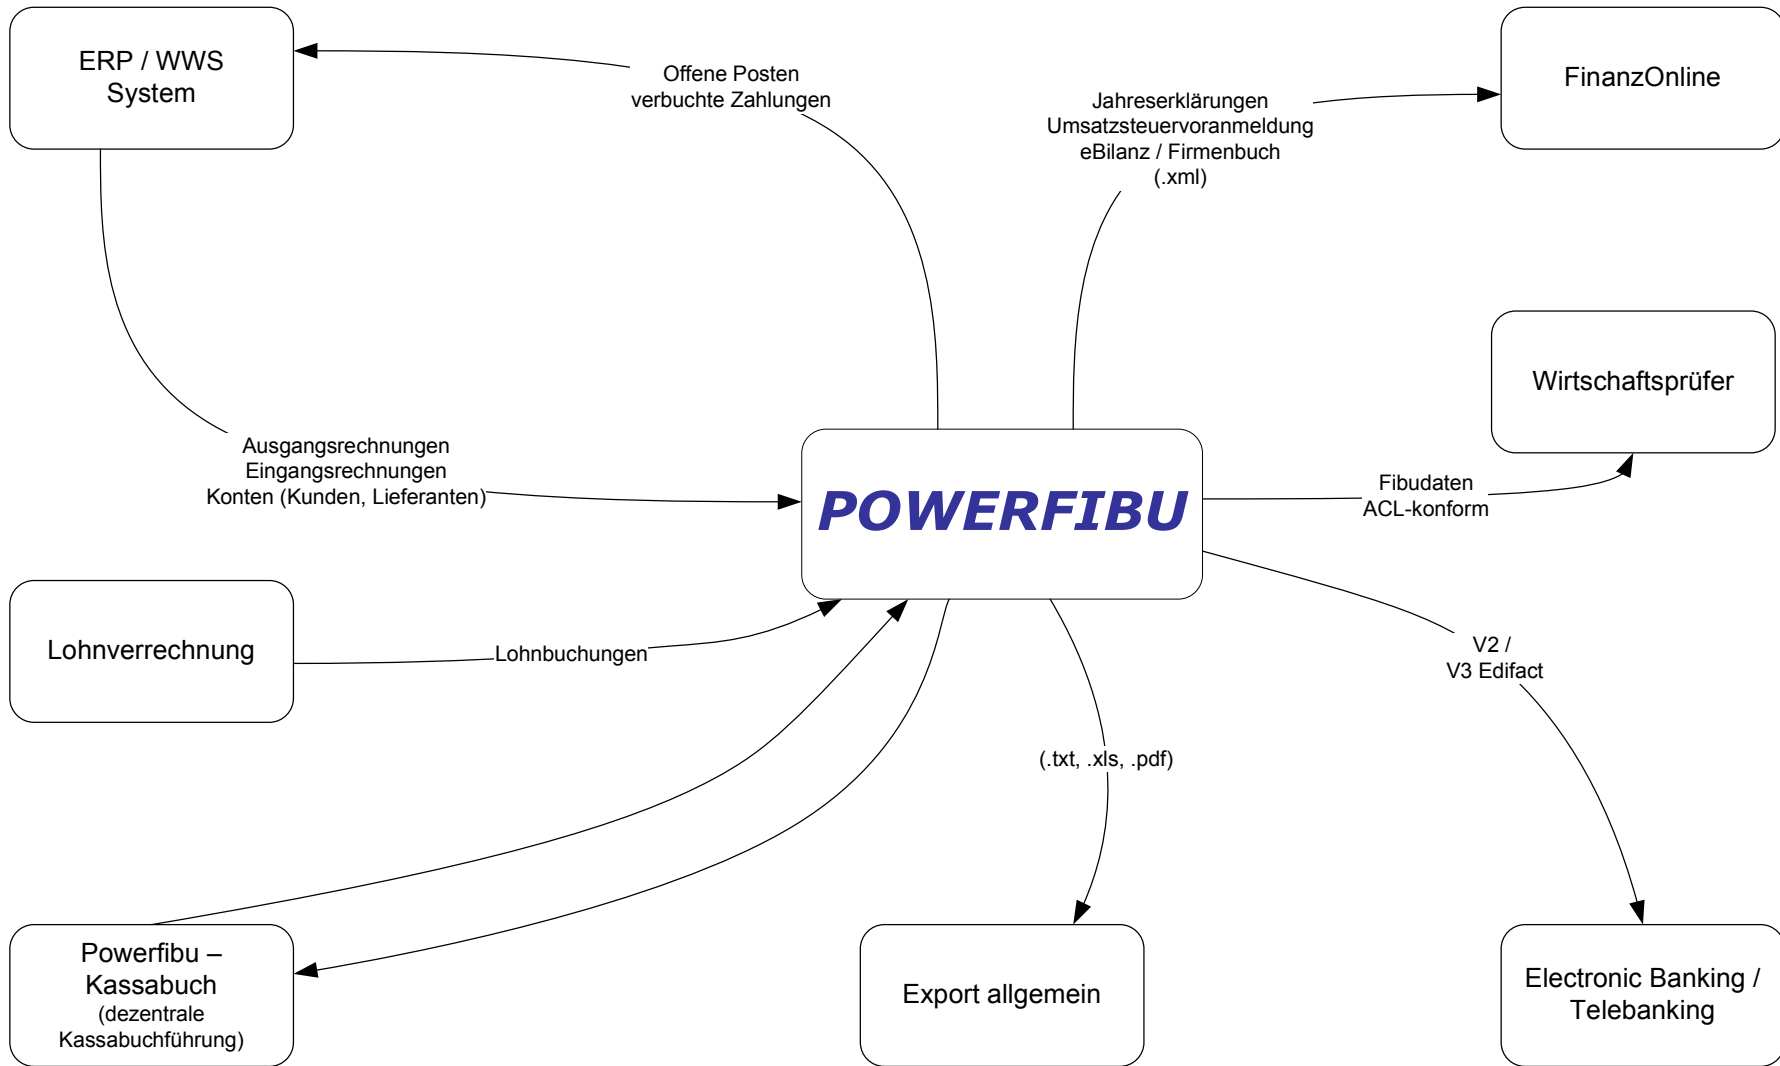 ERP / WWS
System
Offene Posten
verbuchte Zahlungen
Jahreserklärungen
Umsatzsteuervoranmeldung
eBilanz / Firmenbuch
(.xml)
FinanzOnline
Wirtschaftsprüfer
Ausgangsrechnungen
Eingangsrechnungen
Konten (Kunden, Lieferanten)
POWERFIBU
Fibudaten
ACL-konform
Lohnverrechnung
Lohnbuchungen
V2 /
V3 Edifact
(.txt, .xls, .pdf)
Powerfibu –
Kassabuch
(dezentrale
Kassabuchführung)
Export allgemein
Electronic Banking /
Telebanking